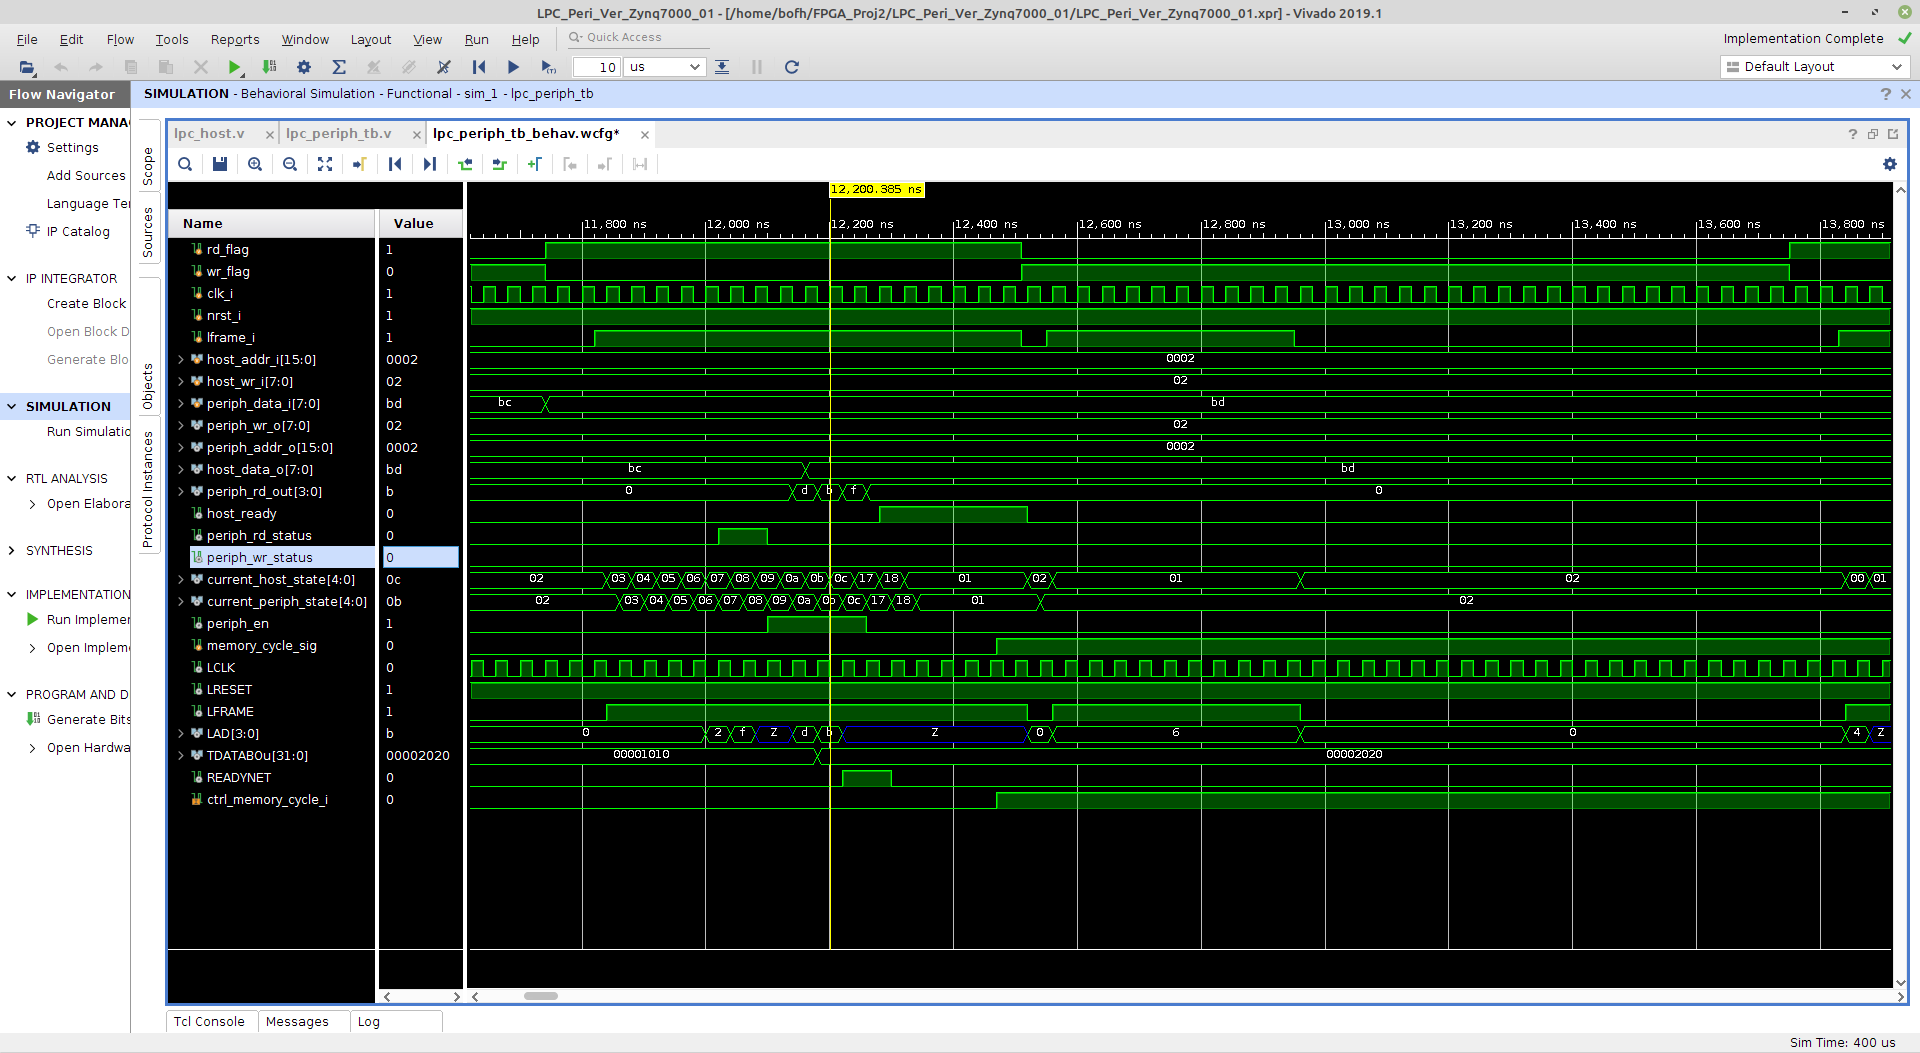 LPC_Peri_Ver_Zynq7000_01 - [/home/bofh/FPGA_Proj2/LPC_Peri_Ver_Zynq7000_01/LPC_Peri_Ver_Zynq7000_01.xpr] - Vivado 2019.1
File Edit Flow Tools Reports Window Layout View Run Help Quick Access
Implementation Complete
10 us
Default Layout
Flow Navigator
SIMULATION - Behavioral Simulation - Functional - sim_1 - lpc_periph_tb
PROJECT MANA
Settings
Add Sources
Language Te
IP Catalog
IP INTEGRATOR
Create Block
Open Block D
Generate Blo
SIMULATION
Run Simulatio
RTL ANALYSIS
Open Elabora
SYNTHESIS
IMPLEMENTATION
Run Implemer
Open Impleme
PROGRAM AND D
Generate Bits
Open Hardwa
Scope
Sources
Objects
Protocol Instances
lpc_host.v lpc_periph_tb.v lpc_periph_tb_behav.wcfg*
12,200.385 ns
Name Value
11,800 ns 12,000 ns 12,200 ns 12,400 ns 12,600 ns 12,800 ns 13,000 ns 13,200 ns 13,400 ns 13,600 ns 13,800 ns
rd_flag 1
wr_flag 0
clk_i 1
nrst_i 1
lframe_i 1
host_addr_i[15:0] 0002 0002
host_wr_i[7:0] 02 02
periph_data_i[7:0] bd bc bd
periph_wr_o[7:0] 02 02
periph_addr_o[15:0] 0002 0002
host_data_o[7:0] bd bc bd
periph_rd_out[3:0] b 0 d b f 0
host_ready 0
periph_rd_status 0
periph_wr_status 0
current_host_state[4:0] 0c 02 03 04 05 06 07 08 09 0a 0b 0c 17 18 01 02 01 02 00 01
current_periph_state[4:0] 0b 02 03 04 05 06 07 08 09 0a 0b 0c 17 18 01 02
periph_en 1
memory_cycle_sig 0
LCLK 0
LRESET 1
LFRAME 1
LAD[3:0] b 0 2 f Z d b Z 0 6 0 4 Z
TDATABOu[31:0] 00002020 00001010 00002020
READYNET 0
ctrl_memory_cycle_i 0
Tcl Console Messages Log
Sim Time: 400 us